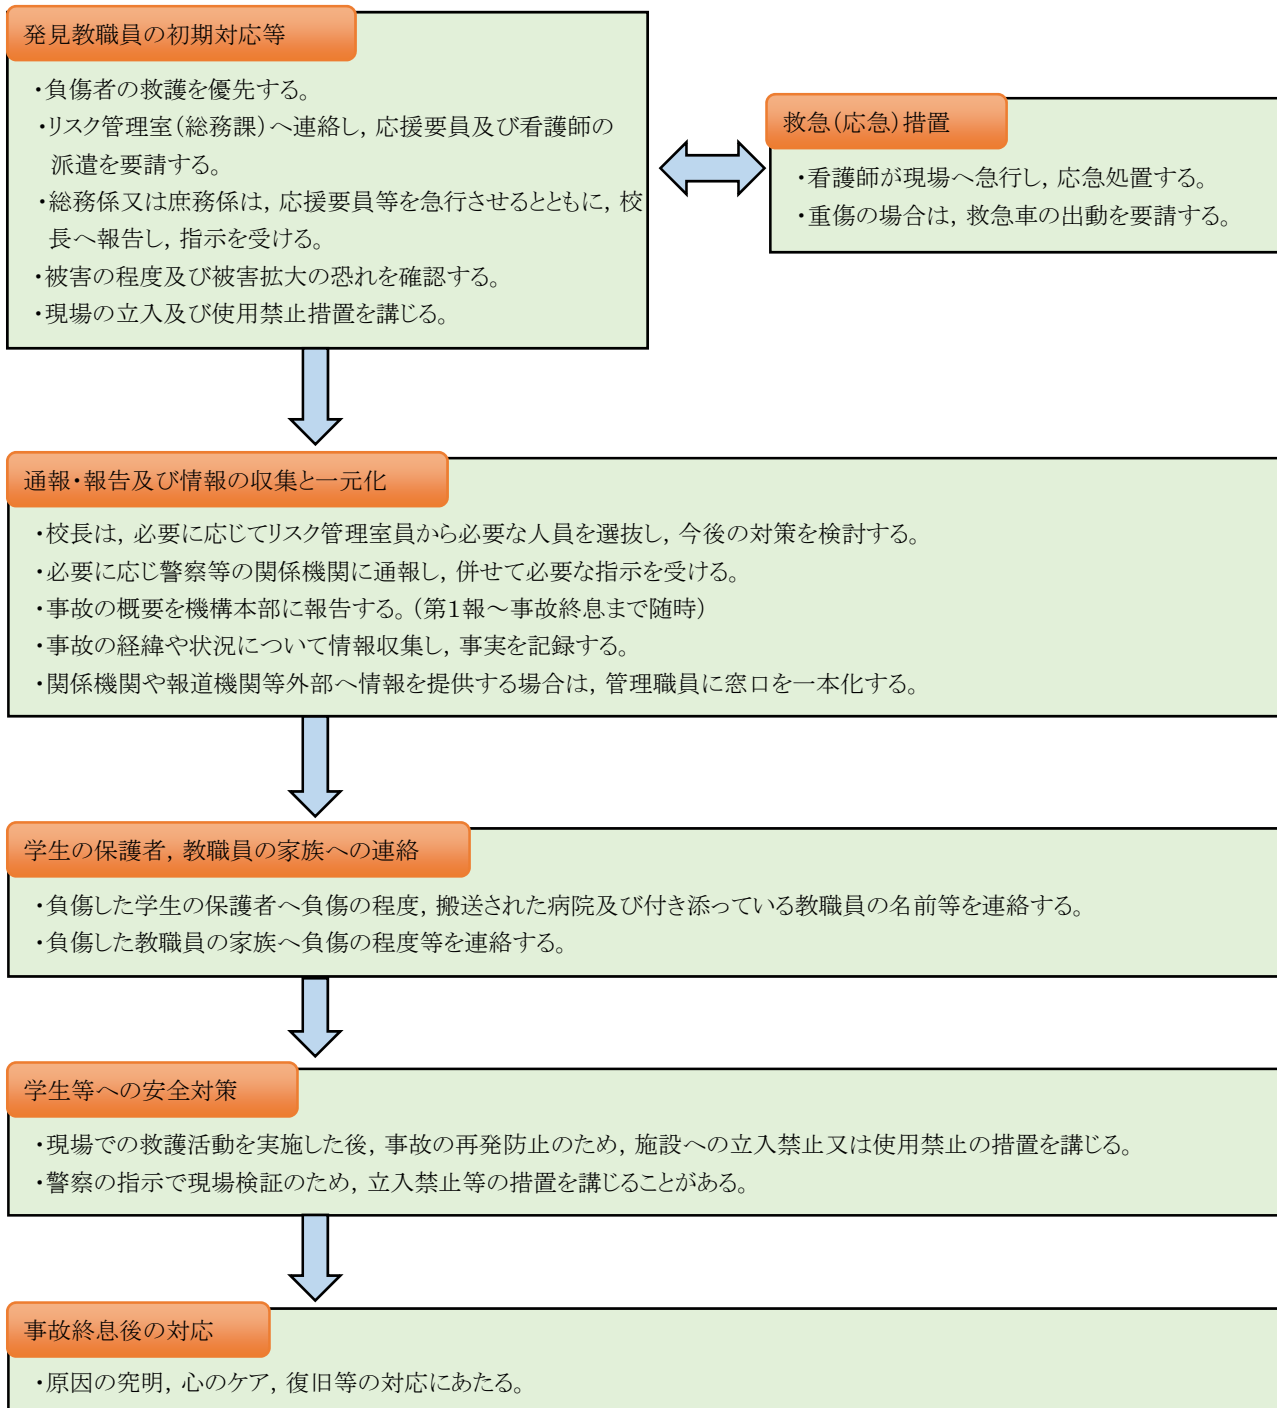 発見教職員の初期対応等
・負傷者の救護を優先する。
・リスク管理室(総務課)へ連絡し, 応援要員及び看護師の
派遣を要請する。
・総務係又は庶務係は, 応援要員等を急行させるとともに, 校
長へ報告し, 指示を受ける。
・被害の程度及び被害拡大の恐れを確認する。
・現場の立入及び使用禁止措置を講じる。
救急(応急)措置
・看護師が現場へ急行し, 応急処置する。
・重傷の場合は, 救急車の出動を要請する。
通報・報告及び情報の収集と一元化
・校長は, 必要に応じてリスク管理室員から必要な人員を選抜し, 今後の対策を検討する。
・必要に応じ警察等の関係機関に通報し, 併せて必要な指示を受ける。
・事故の概要を機構本部に報告する。(第1報～事故終息まで随時)
・事故の経緯や状況について情報収集し, 事実を記録する。
・関係機関や報道機関等外部へ情報を提供する場合は, 管理職員に窓口を一本化する。
学生の保護者, 教職員の家族への連絡
・負傷した学生の保護者へ負傷の程度, 搬送された病院及び付き添っている教職員の名前等を連絡する。
・負傷した教職員の家族へ負傷の程度等を連絡する。
学生等への安全対策
・現場での救護活動を実施した後, 事故の再発防止のため, 施設への立入禁止又は使用禁止の措置を講じる。
・警察の指示で現場検証のため, 立入禁止等の措置を講じることがある。
事故終息後の対応
・原因の究明, 心のケア, 復旧等の対応にあたる。